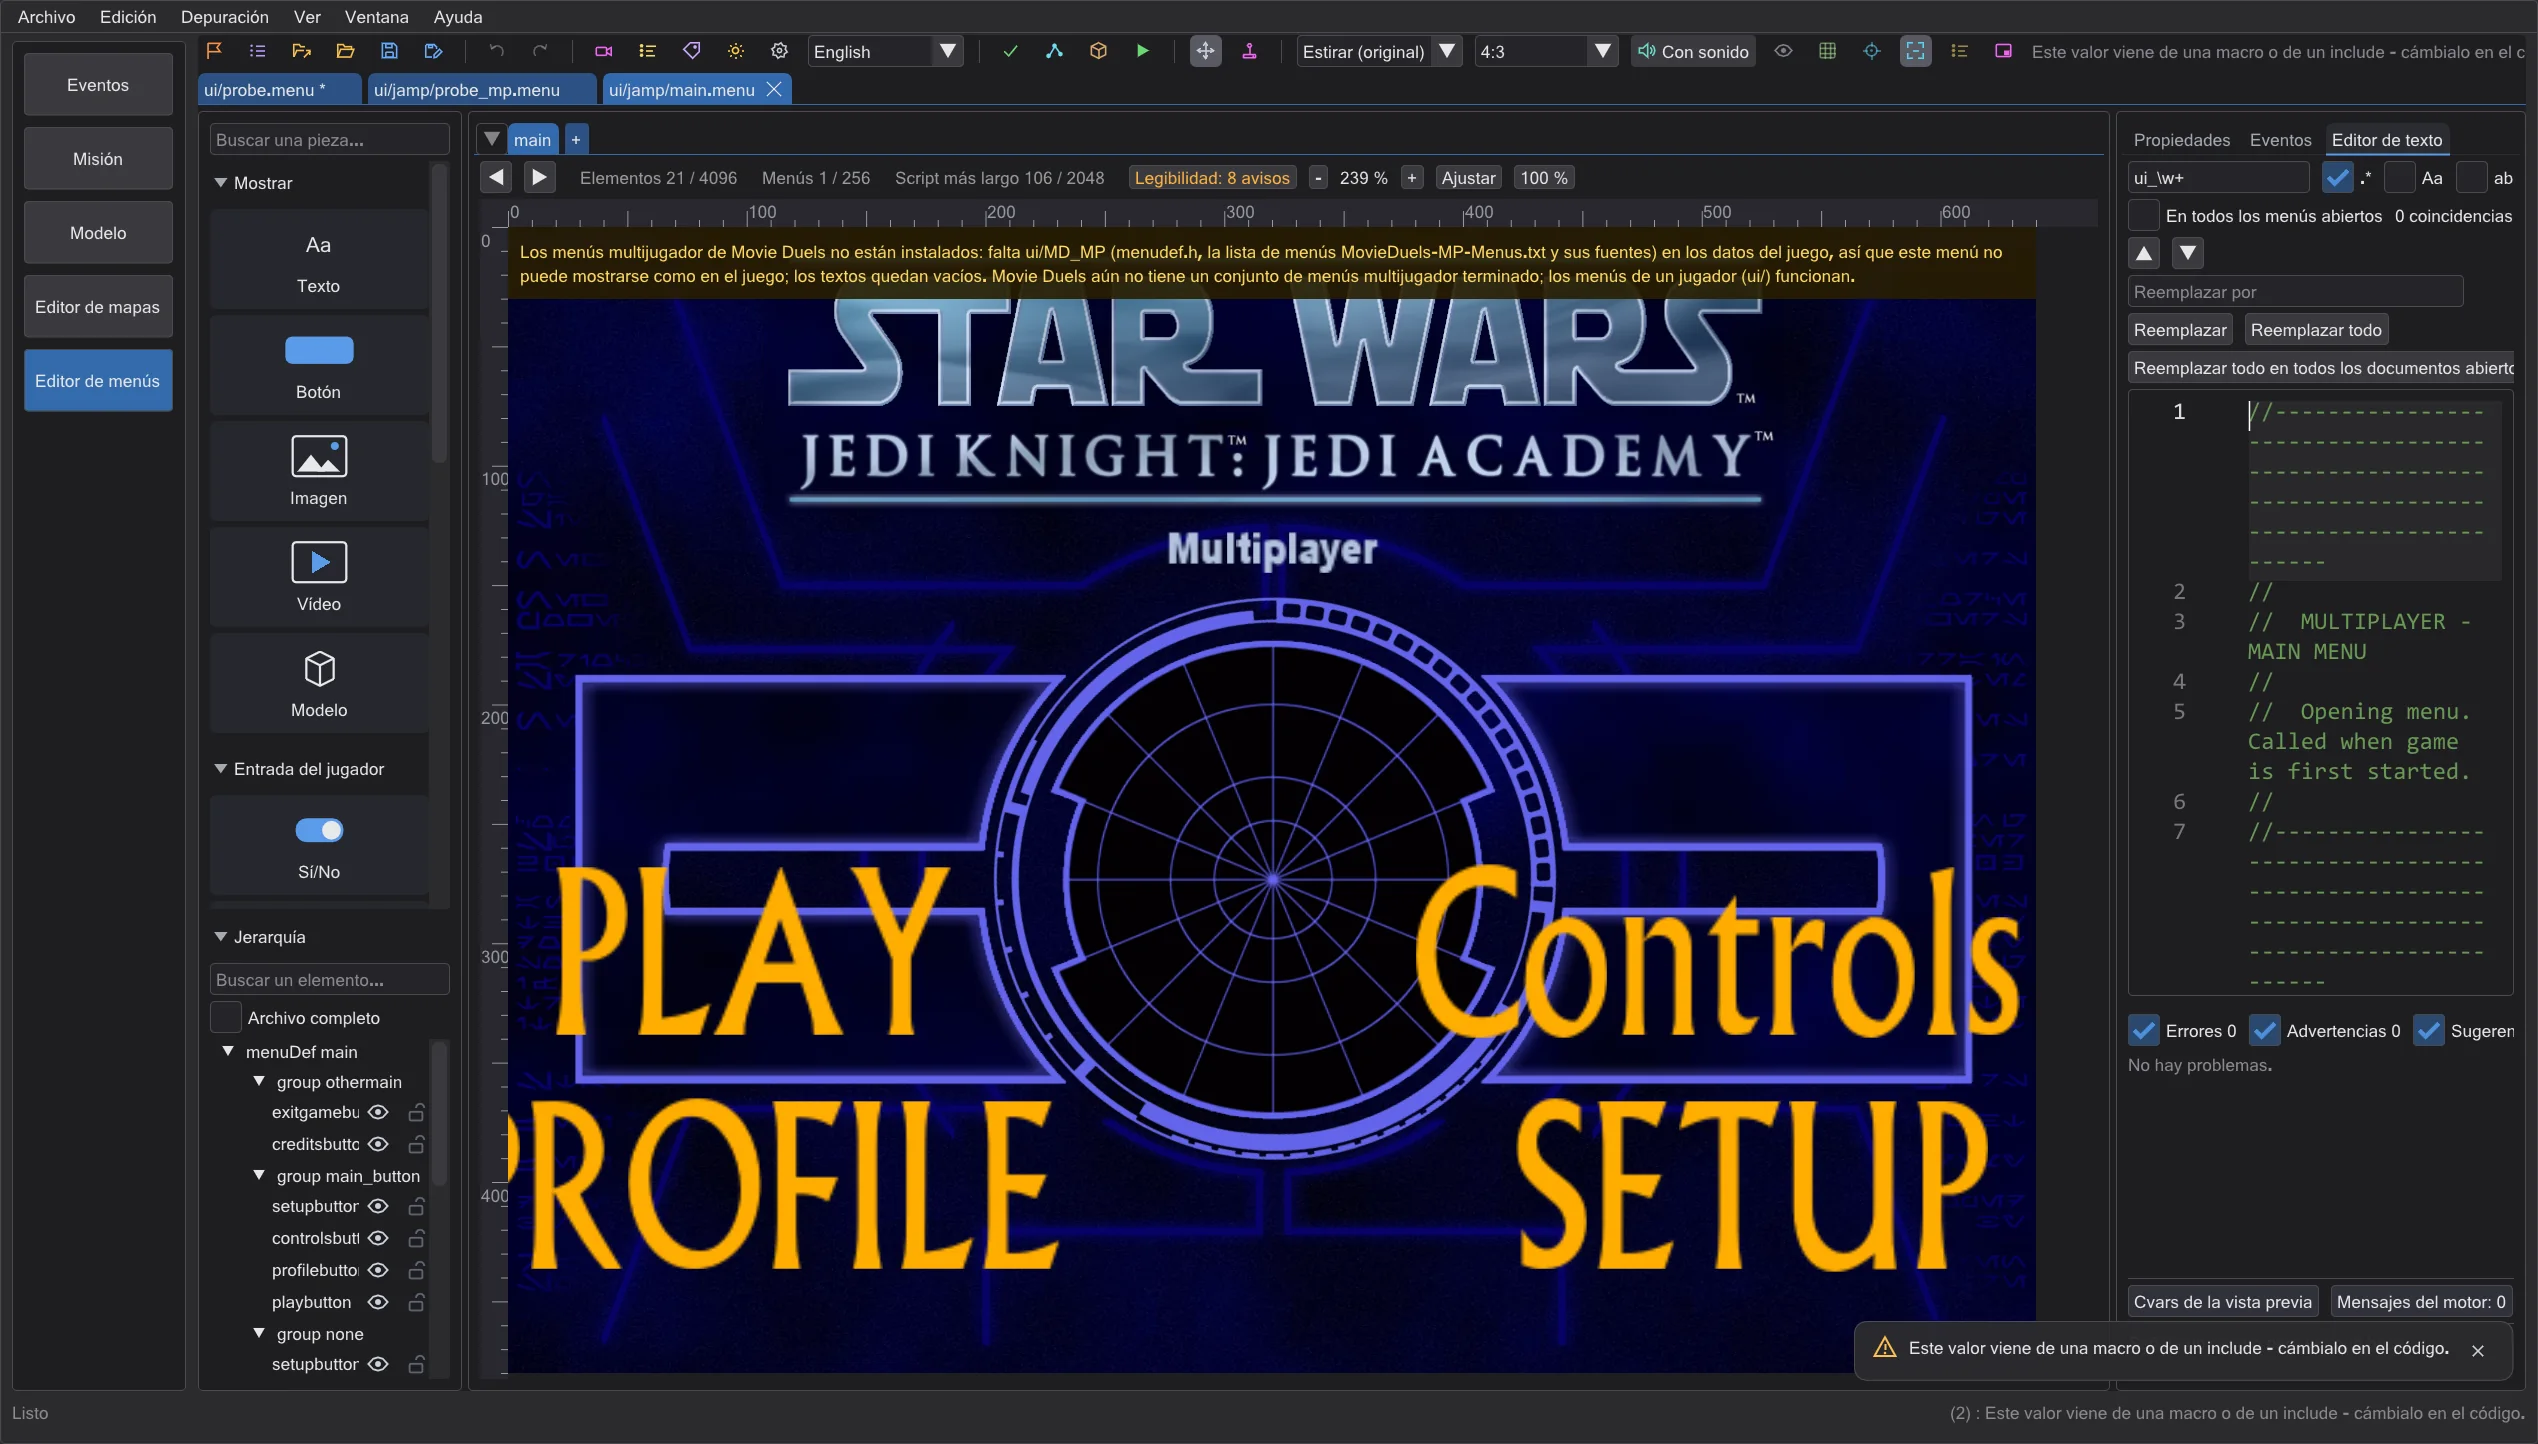 Archivo Edición Depuración Ver Ventana Ayuda
Eventos
Misión
Modelo
Editor de mapas
Editor de menús
English
Estirar (original)
4:3
Con sonido
Este valor viene de una macro o de un include - cámbialo en el c
ui/probe.menu *
ui/jamp/probe_mp.menu
ui/jamp/main.menu
Buscar una pieza...
Mostrar
Aa
Texto
Botón
Imagen
Vídeo
Modelo
Entrada del jugador
Sí/No
Jerarquía
Buscar un elemento...
Archivo completo
menuDef main
group othermain
exitgamebu
creditsbutto
group main_button
setupbuttor
controlsbutt
profilebuttoi
playbutton
group none
setupbuttor
main +
Elementos 21 / 4096 Menús 1 / 256 Script más largo 106 / 2048 Legibilidad: 8 avisos - 239 % + Ajustar 100 %
0 100 200 300 400 500 600
0
100
200
300
400
Los menús multijugador de Movie Duels no están instalados: falta ui/MD_MP (menudef.h, la lista de menús MovieDuels-MP-Menus.txt y sus fuentes) en los datos del juego, así que este menú no
puede mostrarse como en el juego; los textos quedan vacíos. Movie Duels aún no tiene un conjunto de menús multijugador terminado; los menús de un jugador (ui/) funcionan.
STAR WARS™
JEDI KNIGHT™: JEDI ACADEMY™
Multiplayer
PLAY
Controls
PROFILE
SETUP
Propiedades Eventos Editor de texto
ui_\w+ .* Aa ab
En todos los menús abiertos 0 coincidencias
Reemplazar por
Reemplazar Reemplazar todo
Reemplazar todo en todos los documentos abierto
1 //----------------
------------------
------------------
------------------
------------------
------
2 //
3 // MULTIPLAYER -
MAIN MENU
4 //
5 // Opening menu.
Called when game
is first started.
6 //
7 //----------------
------------------
------------------
------------------
------------------
------
Errores 0 Advertencias 0 Sugeren
No hay problemas.
Cvars de la vista previa Mensajes del motor: 0
Este valor viene de una macro o de un include - cámbialo en el código.
Listo
(2) : Este valor viene de una macro o de un include - cámbialo en el código.